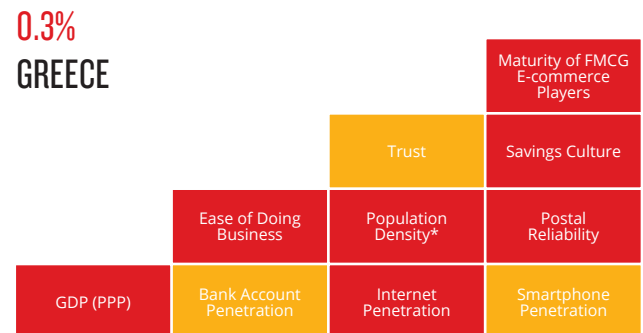 0.3%
GREECE
Maturity of FMCG
E-commerce
Players
Trust
Savings Culture
Ease of Doing
Business
Population
Density*
Postal
Reliability
GDP (PPP)
Bank Account
Penetration
Internet
Penetration
Smartphone
Penetration